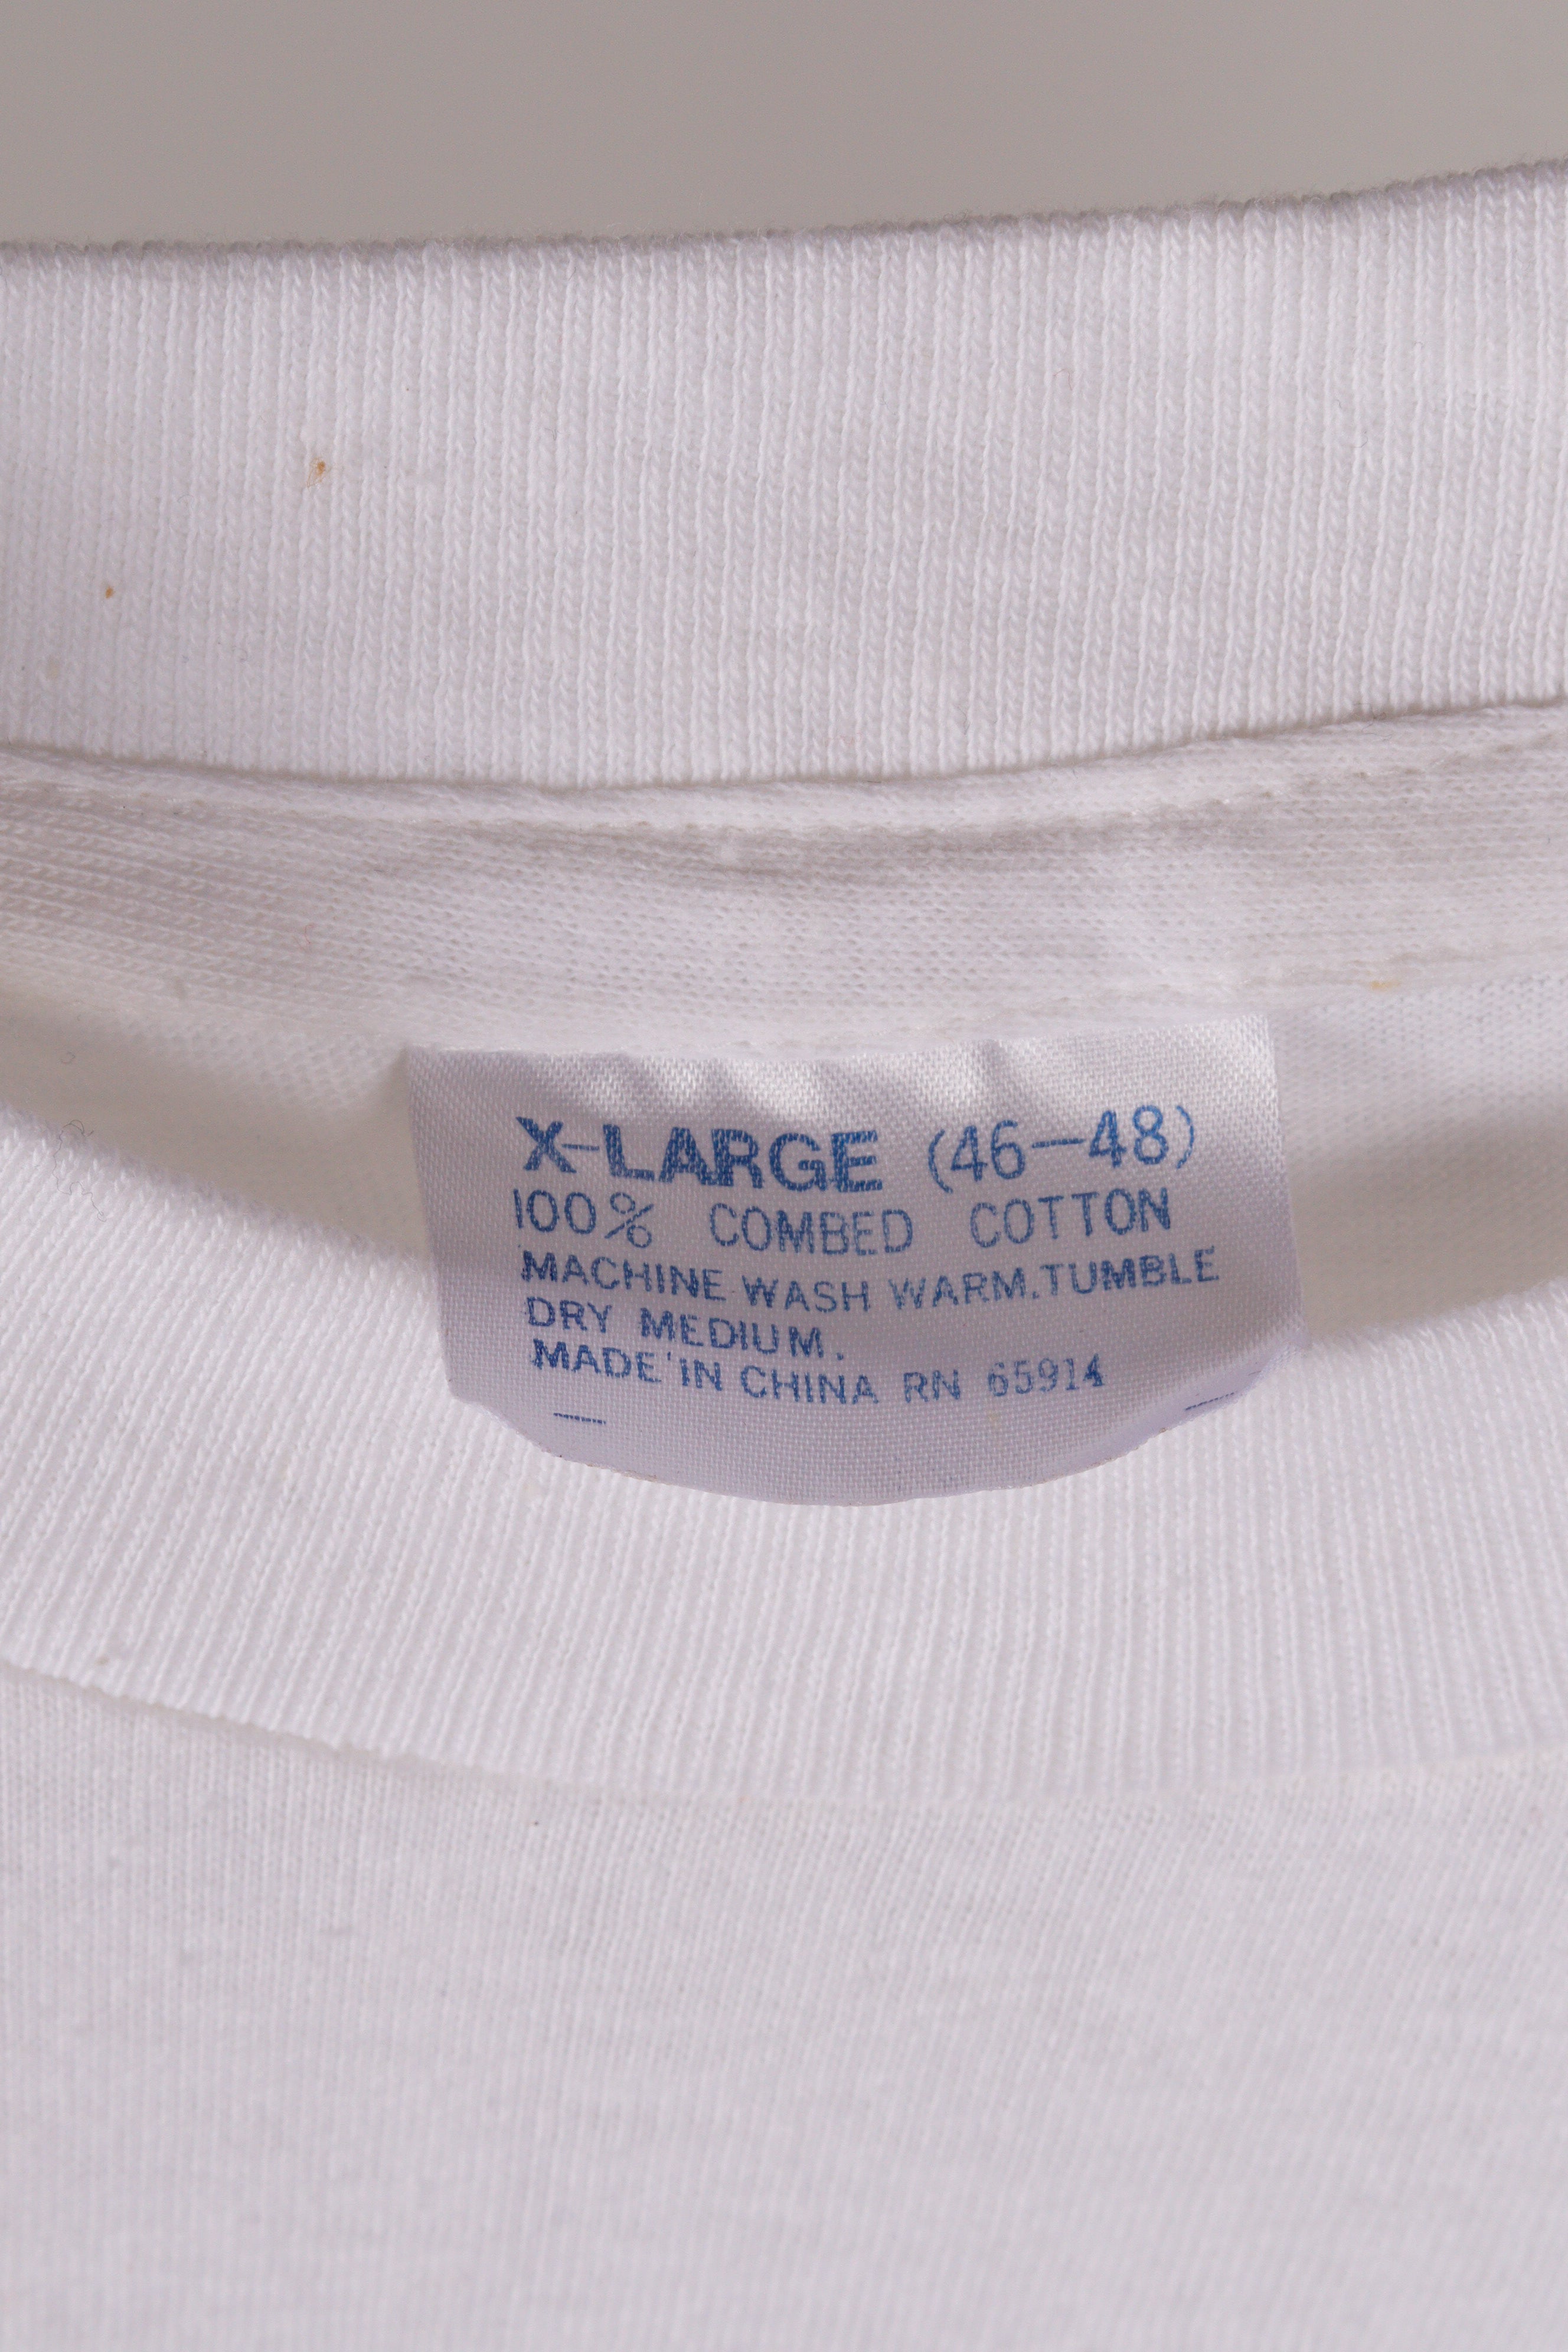 X-LARGE (46-48)
100% COMBED COTTON
MACHINE WASH WARM. TUMBLE
DRY MEDIUM.
MADE IN CHINA RN 65914